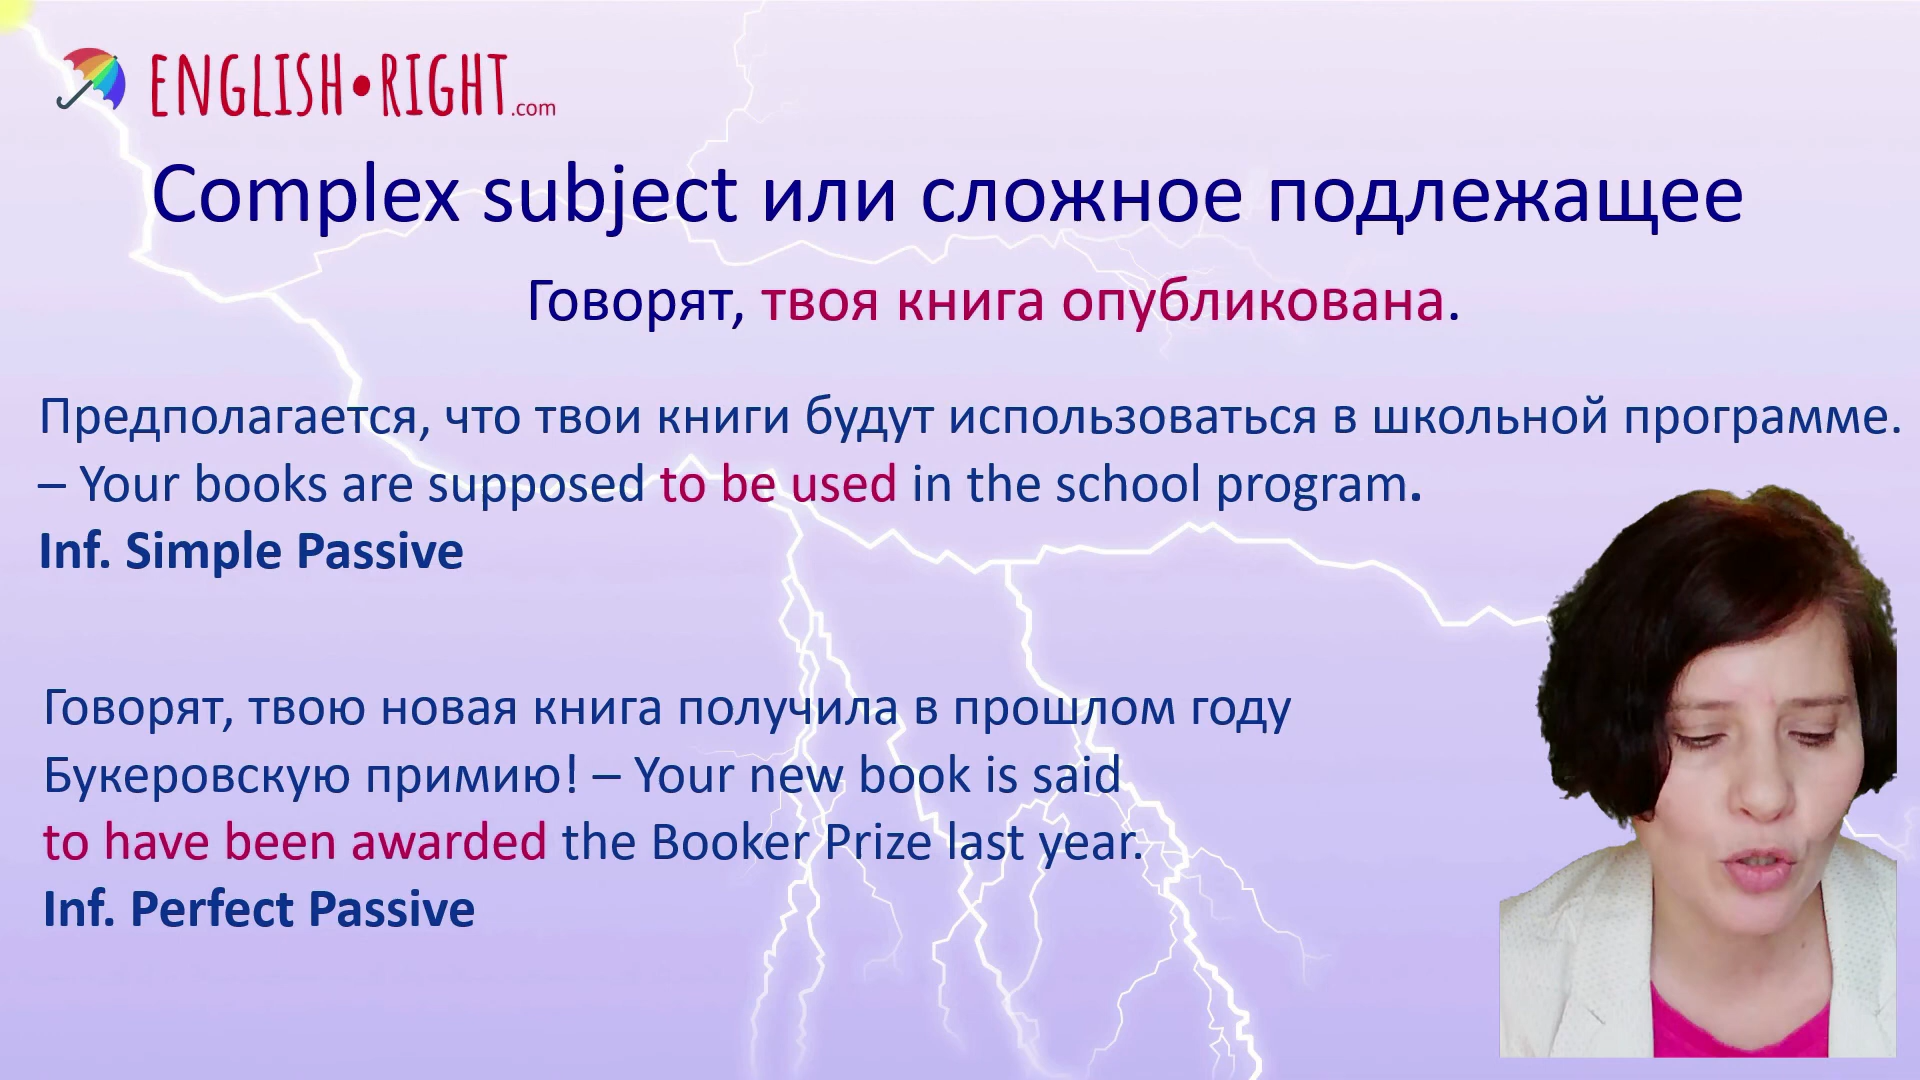 ENGLISH•RIGHT.com
Complex subject или сложное подлежащее
Говорят, твоя книга опубликована.
Предполагается, что твои книги будут использоваться в школьной программе.
– Your books are supposed to be used in the school program.
Inf. Simple Passive
Говорят, твою новая книга получила в прошлом году
Букеровскую примию! – Your new book is said
to have been awarded the Booker Prize last year.
Inf. Perfect Passive